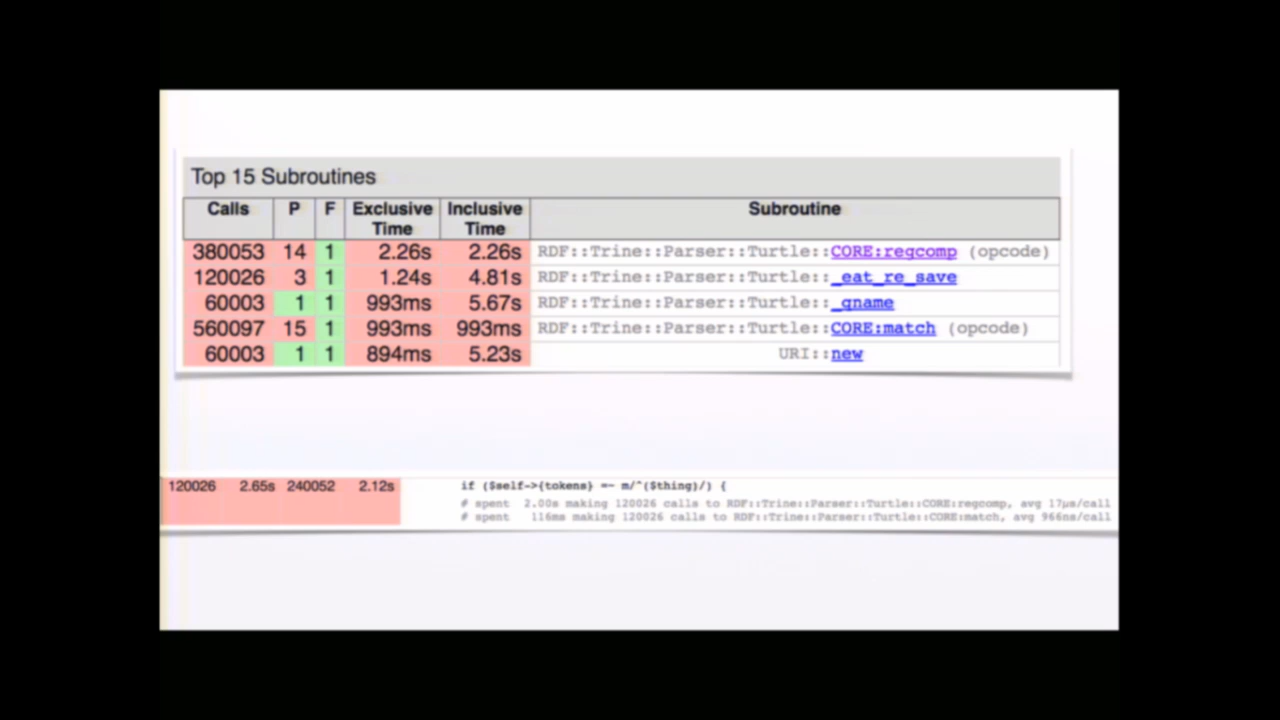 Top 15 Subroutines
Calls P F Exclusive Time Inclusive Time Subroutine
380053 14 1 2.26s 2.26s RDF::Trine::Parser::Turtle::CORE:regcomp (opcode)
120026 3 1 1.24s 4.81s RDF::Trine::Parser::Turtle::_eat_re_save
60003 1 1 993ms 5.67s RDF::Trine::Parser::Turtle::_qname
560097 15 1 993ms 993ms RDF::Trine::Parser::Turtle::CORE:match (opcode)
60003 1 1 894ms 5.23s URI::new
120026 2.65s 240052 2.12s if ($self->{tokens} =~ m/^($thing)/) {
# spent 2.00s making 120026 calls to RDF::Trine::Parser::Turtle::CORE:regcomp, avg 17µs/call
# spent 116ms making 120026 calls to RDF::Trine::Parser::Turtle::CORE:match, avg 966ns/call